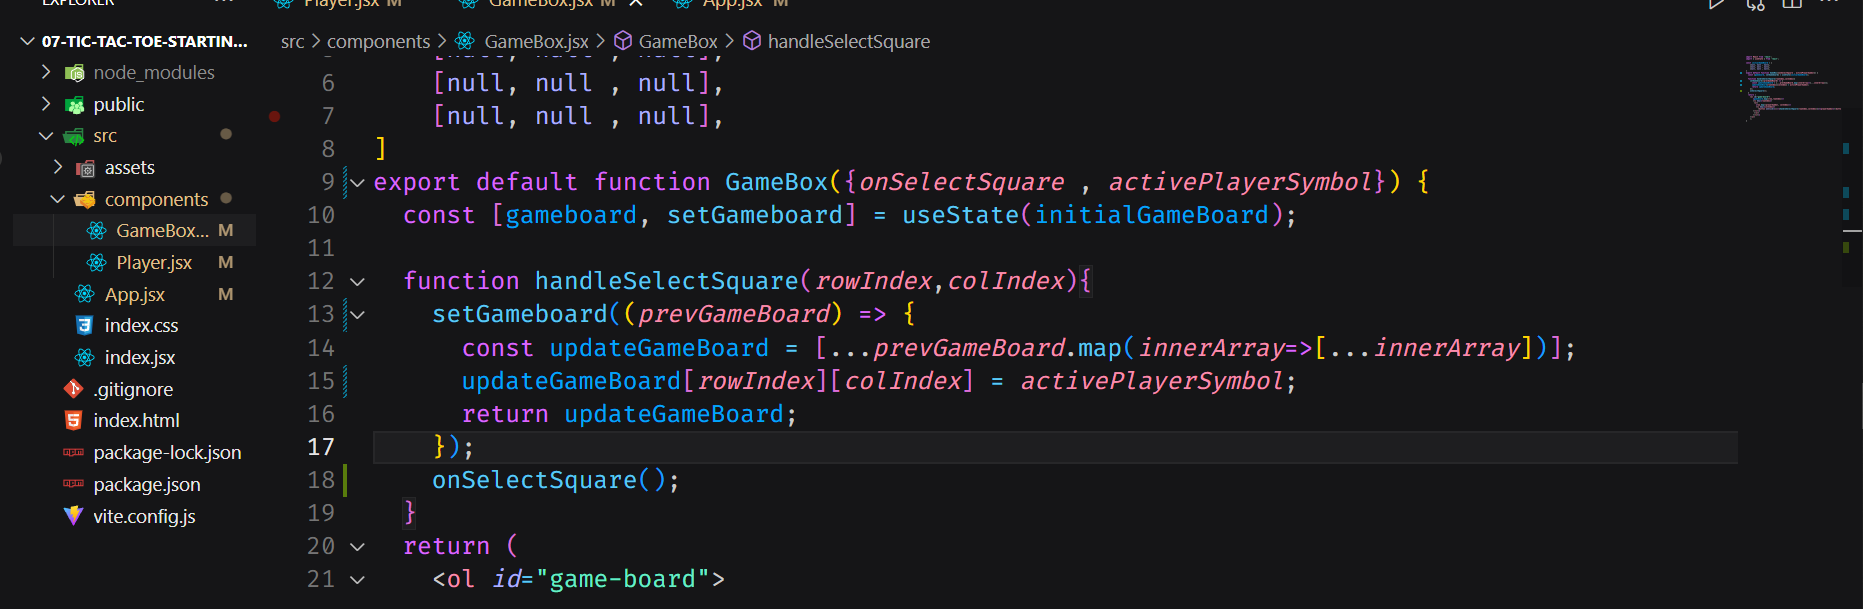 EXPLORER ...
Player.jsx M GameBox.jsx M App.jsx M
07-TIC-TAC-TOE-STARTIN...
node_modules
public
src
assets
components
GameBox... M
Player.jsx M
App.jsx M
index.css
index.jsx
.gitignore
index.html
package-lock.json
package.json
vite.config.js
src > components > GameBox.jsx > GameBox > handleSelectSquare
5 [null, null , null],
6 [null, null , null],
7 [null, null , null],
8 ]
9 export default function GameBox({onSelectSquare , activePlayerSymbol}) {
10 const [gameboard, setGameboard] = useState(initialGameBoard);
11
12 function handleSelectSquare(rowIndex,colIndex){
13 setGameboard((prevGameBoard) => {
14 const updateGameBoard = [...prevGameBoard.map(innerArray=>[...innerArray])];
15 updateGameBoard[rowIndex][colIndex] = activePlayerSymbol;
16 return updateGameBoard;
17 });
18 onSelectSquare();
19 }
20 return (
21 <ol id="game-board">